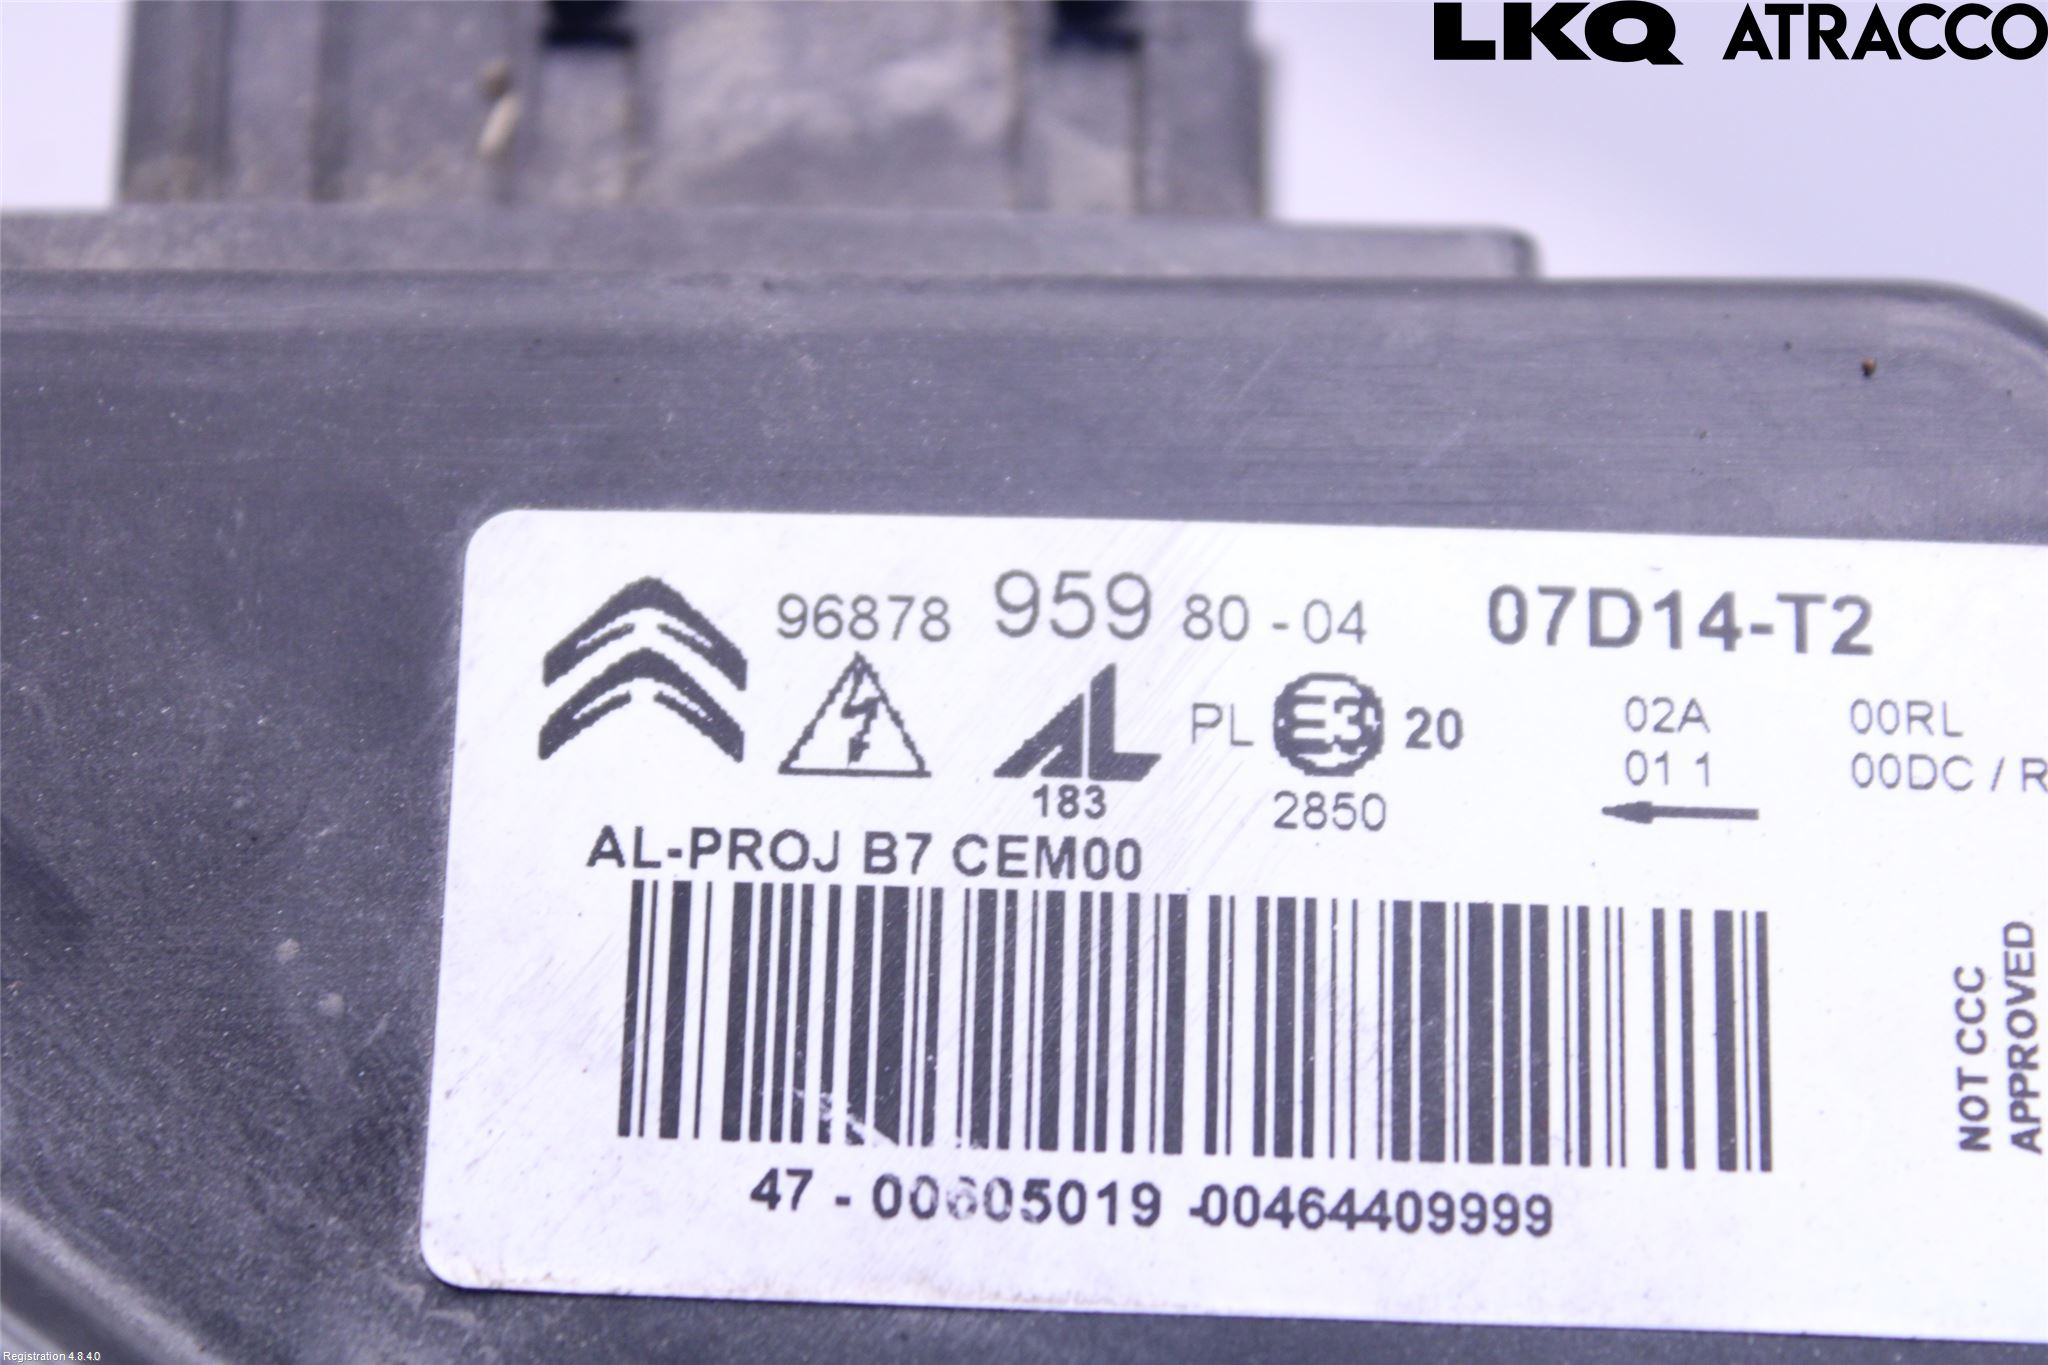 LKQ ATRACCO
96878 959 80 - 04 07D14-T2
AL PL E3 20 02A 00RL
183 2850 01 1 00DC / R
AL-PROJ B7 CEM00
NOT CCC
APPROVED
47 - 00605019 -00464409999
Registration 4.8.4.0